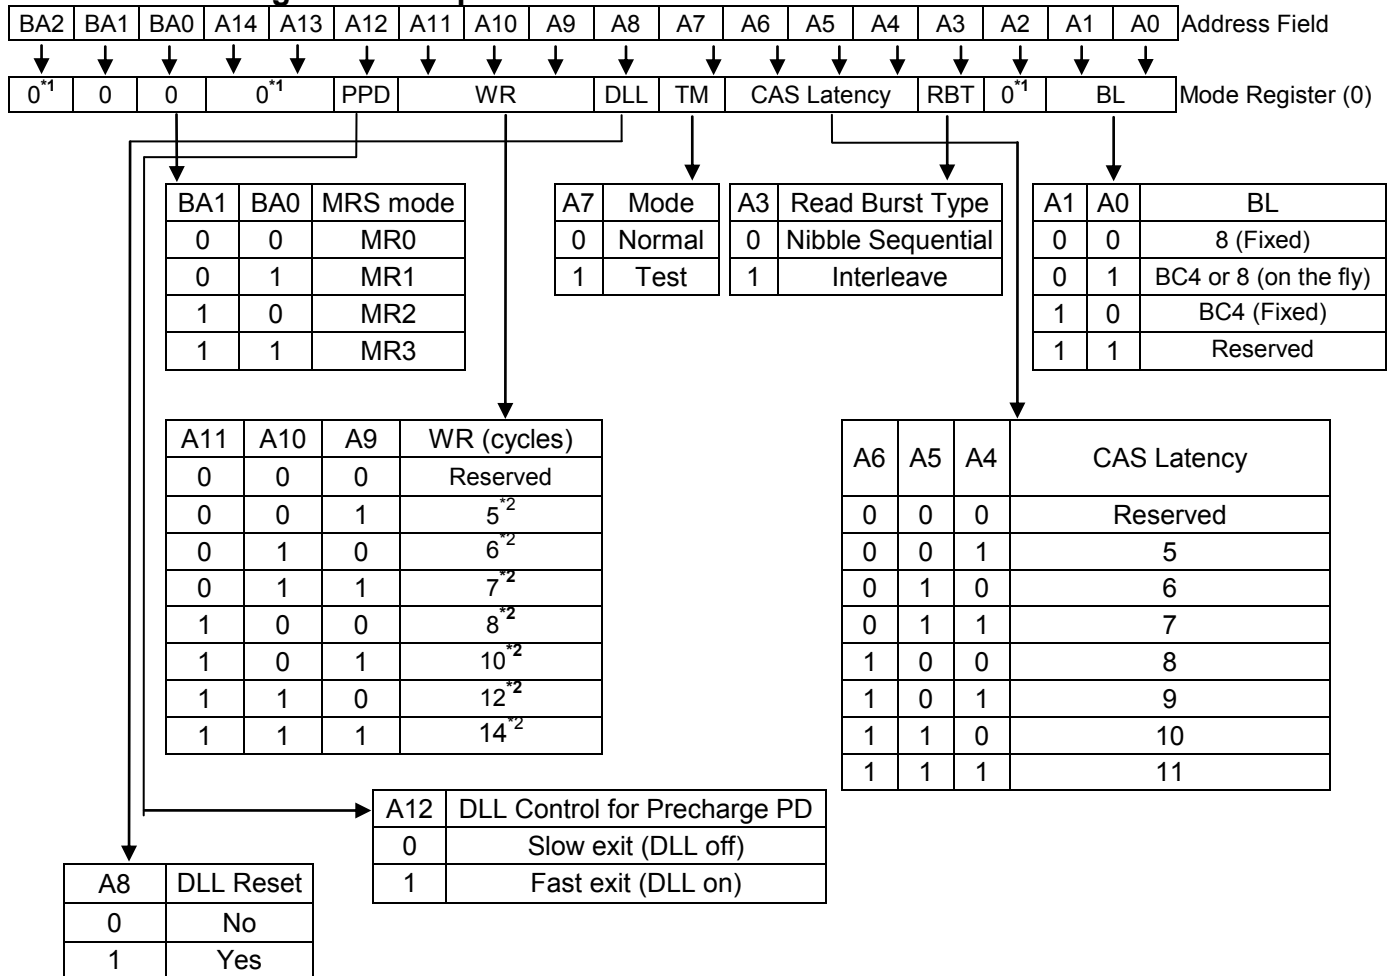 BA2 BA1 BA0 A14 A13 A12 A11 A10 A9 A8 A7 A6 A5 A4 A3 A2 A1 A0 Address Field
0*1 0 0 0*1 PPD WR DLL TM CAS Latency RBT 0*1 BL Mode Register (0)
BA1 BA0 MRS mode
0 0 MR0
0 1 MR1
1 0 MR2
1 1 MR3
A7 Mode
0 Normal
1 Test
A3 Read Burst Type
0 Nibble Sequential
1 Interleave
A1 A0 BL
0 0 8 (Fixed)
0 1 BC4 or 8 (on the fly)
1 0 BC4 (Fixed)
1 1 Reserved
A11 A10 A9 WR (cycles)
0 0 0 Reserved
0 0 1 5*2
0 1 0 6*2
0 1 1 7*2
1 0 0 8*2
1 0 1 10*2
1 1 0 12*2
1 1 1 14*2
A6 A5 A4 CAS Latency
0 0 0 Reserved
0 0 1 5
0 1 0 6
0 1 1 7
1 0 0 8
1 0 1 9
1 1 0 10
1 1 1 11
A12 DLL Control for Precharge PD
0 Slow exit (DLL off)
1 Fast exit (DLL on)
A8 DLL Reset
0 No
1 Yes